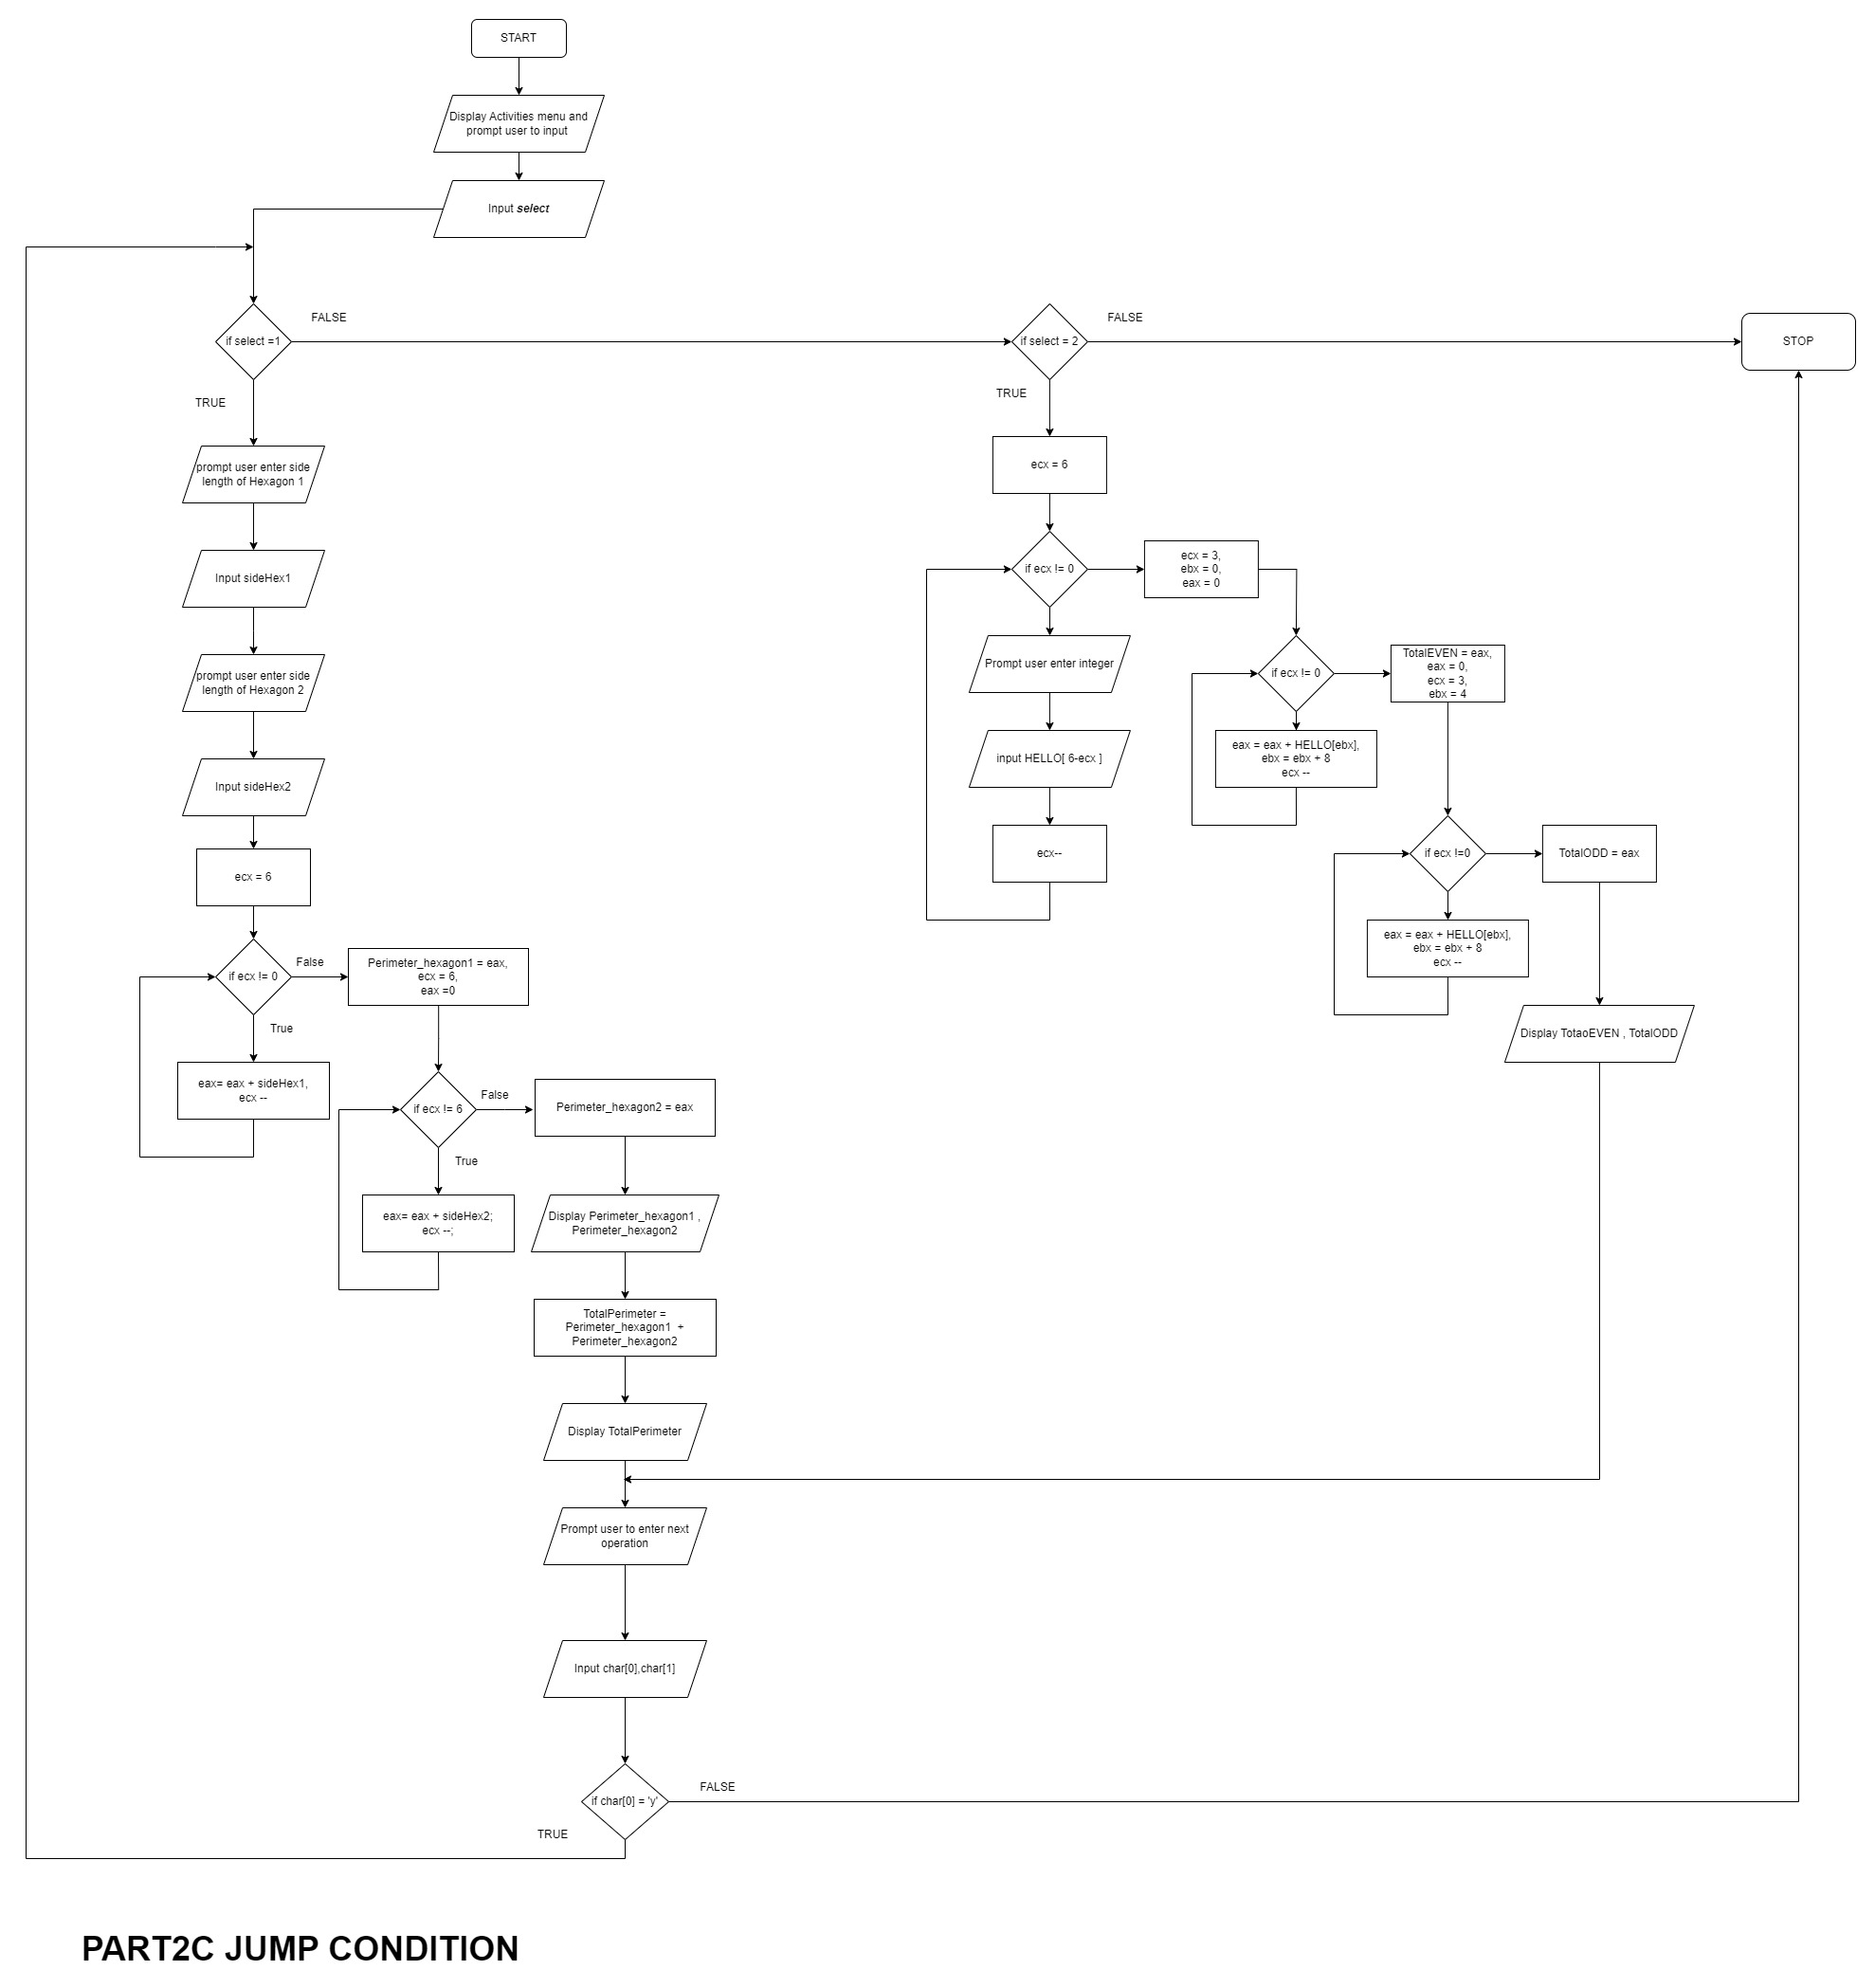 START
Display Activities menu and
prompt user to input
Input select
if select =1
FALSE
TRUE
prompt user enter side
length of Hexagon 1
Input sideHex1
prompt user enter side
length of Hexagon 2
Input sideHex2
ecx = 6
if ecx != 0
False
True
eax= eax + sideHex1,
ecx --
Perimeter_hexagon1 = eax,
ecx = 6,
eax =0
if ecx != 6
False
True
eax= eax + sideHex2;
ecx --;
Perimeter_hexagon2 = eax
Display Perimeter_hexagon1 ,
Perimeter_hexagon2
TotalPerimeter =
Perimeter_hexagon1 +
Perimeter_hexagon2
Display TotalPerimeter
Prompt user to enter next
operation
Input char[0],char[1]
if char[0] = 'y'
FALSE
TRUE
if select = 2
FALSE
TRUE
STOP
ecx = 6
if ecx != 0
Prompt user enter integer
input HELLO[ 6-ecx ]
ecx--
ecx = 3,
ebx = 0,
eax = 0
if ecx != 0
eax = eax + HELLO[ebx],
ebx = ebx + 8
ecx --
TotalEVEN = eax,
eax = 0,
ecx = 3,
ebx = 4
if ecx !=0
eax = eax + HELLO[ebx],
ebx = ebx + 8
ecx --
TotalODD = eax
Display TotaoEVEN , TotalODD
PART2C JUMP CONDITION